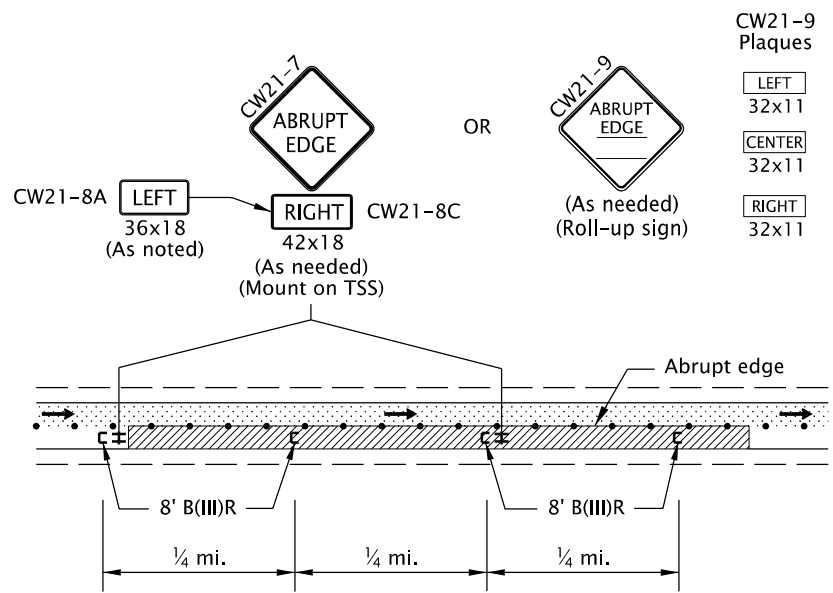 CW21-7
ABRUPT
EDGE
CW21-8A
LEFT
36x18
(As noted)
RIGHT
CW21-8C
42x18
(As needed)
(Mount on TSS)
OR
CW21-9
ABRUPT
EDGE
(As needed)
(Roll-up sign)
CW21-9
Plaques
LEFT
32x11
CENTER
32x11
RIGHT
32x11
Abrupt edge
8' B(III)R
8' B(III)R
¼ mi.
¼ mi.
¼ mi.